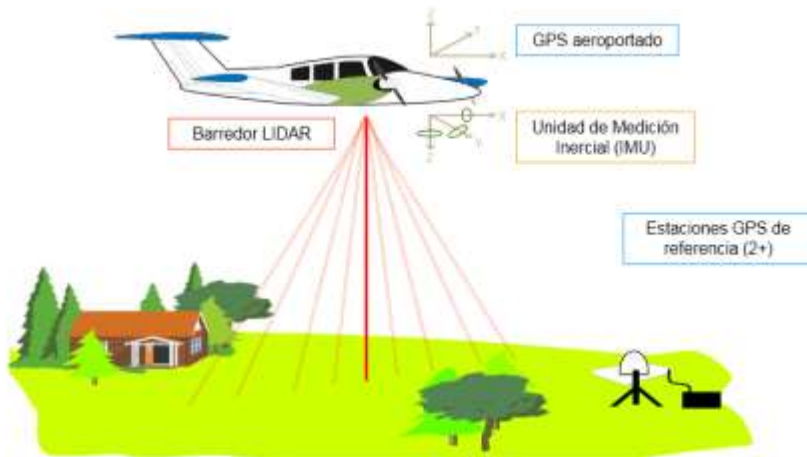 GPS aeroportado
Barredor LIDAR
Unidad de Medición
Inercial (IMU)
Estaciones GPS de
referencia (2+)